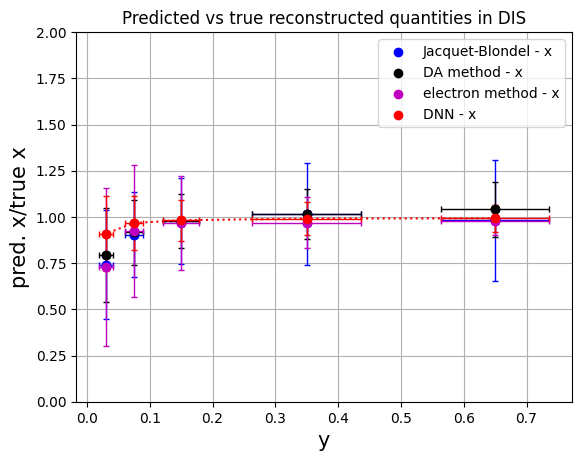 Predicted vs true reconstructed quantities in DIS
Jacquet-Blondel - x
DA method - x
electron method - x
DNN - x
pred. x/true x
2.00
1.75
1.50
1.25
1.00
0.75
0.50
0.25
0.00
0.0 0.1 0.2 0.3 0.4 0.5 0.6 0.7
y